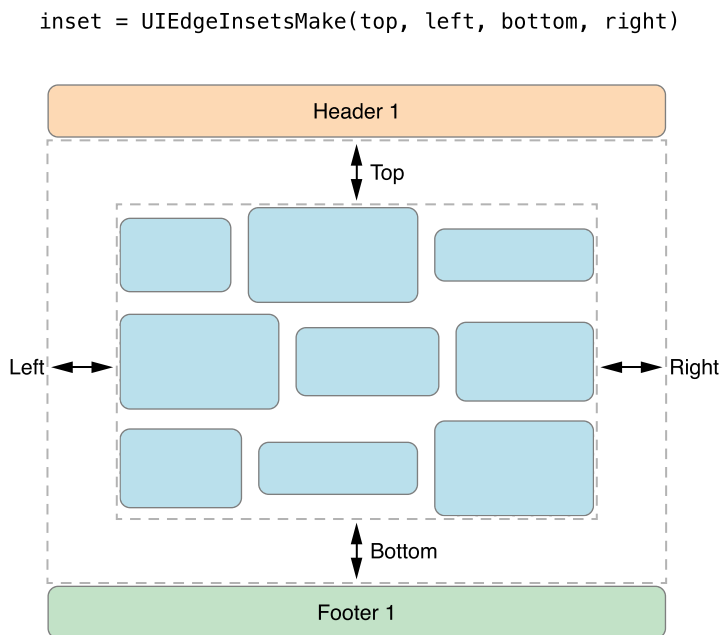 inset = UIEdgeInsetsMake(top, left, bottom, right)
Header 1
Top
Left
Right
Bottom
Footer 1